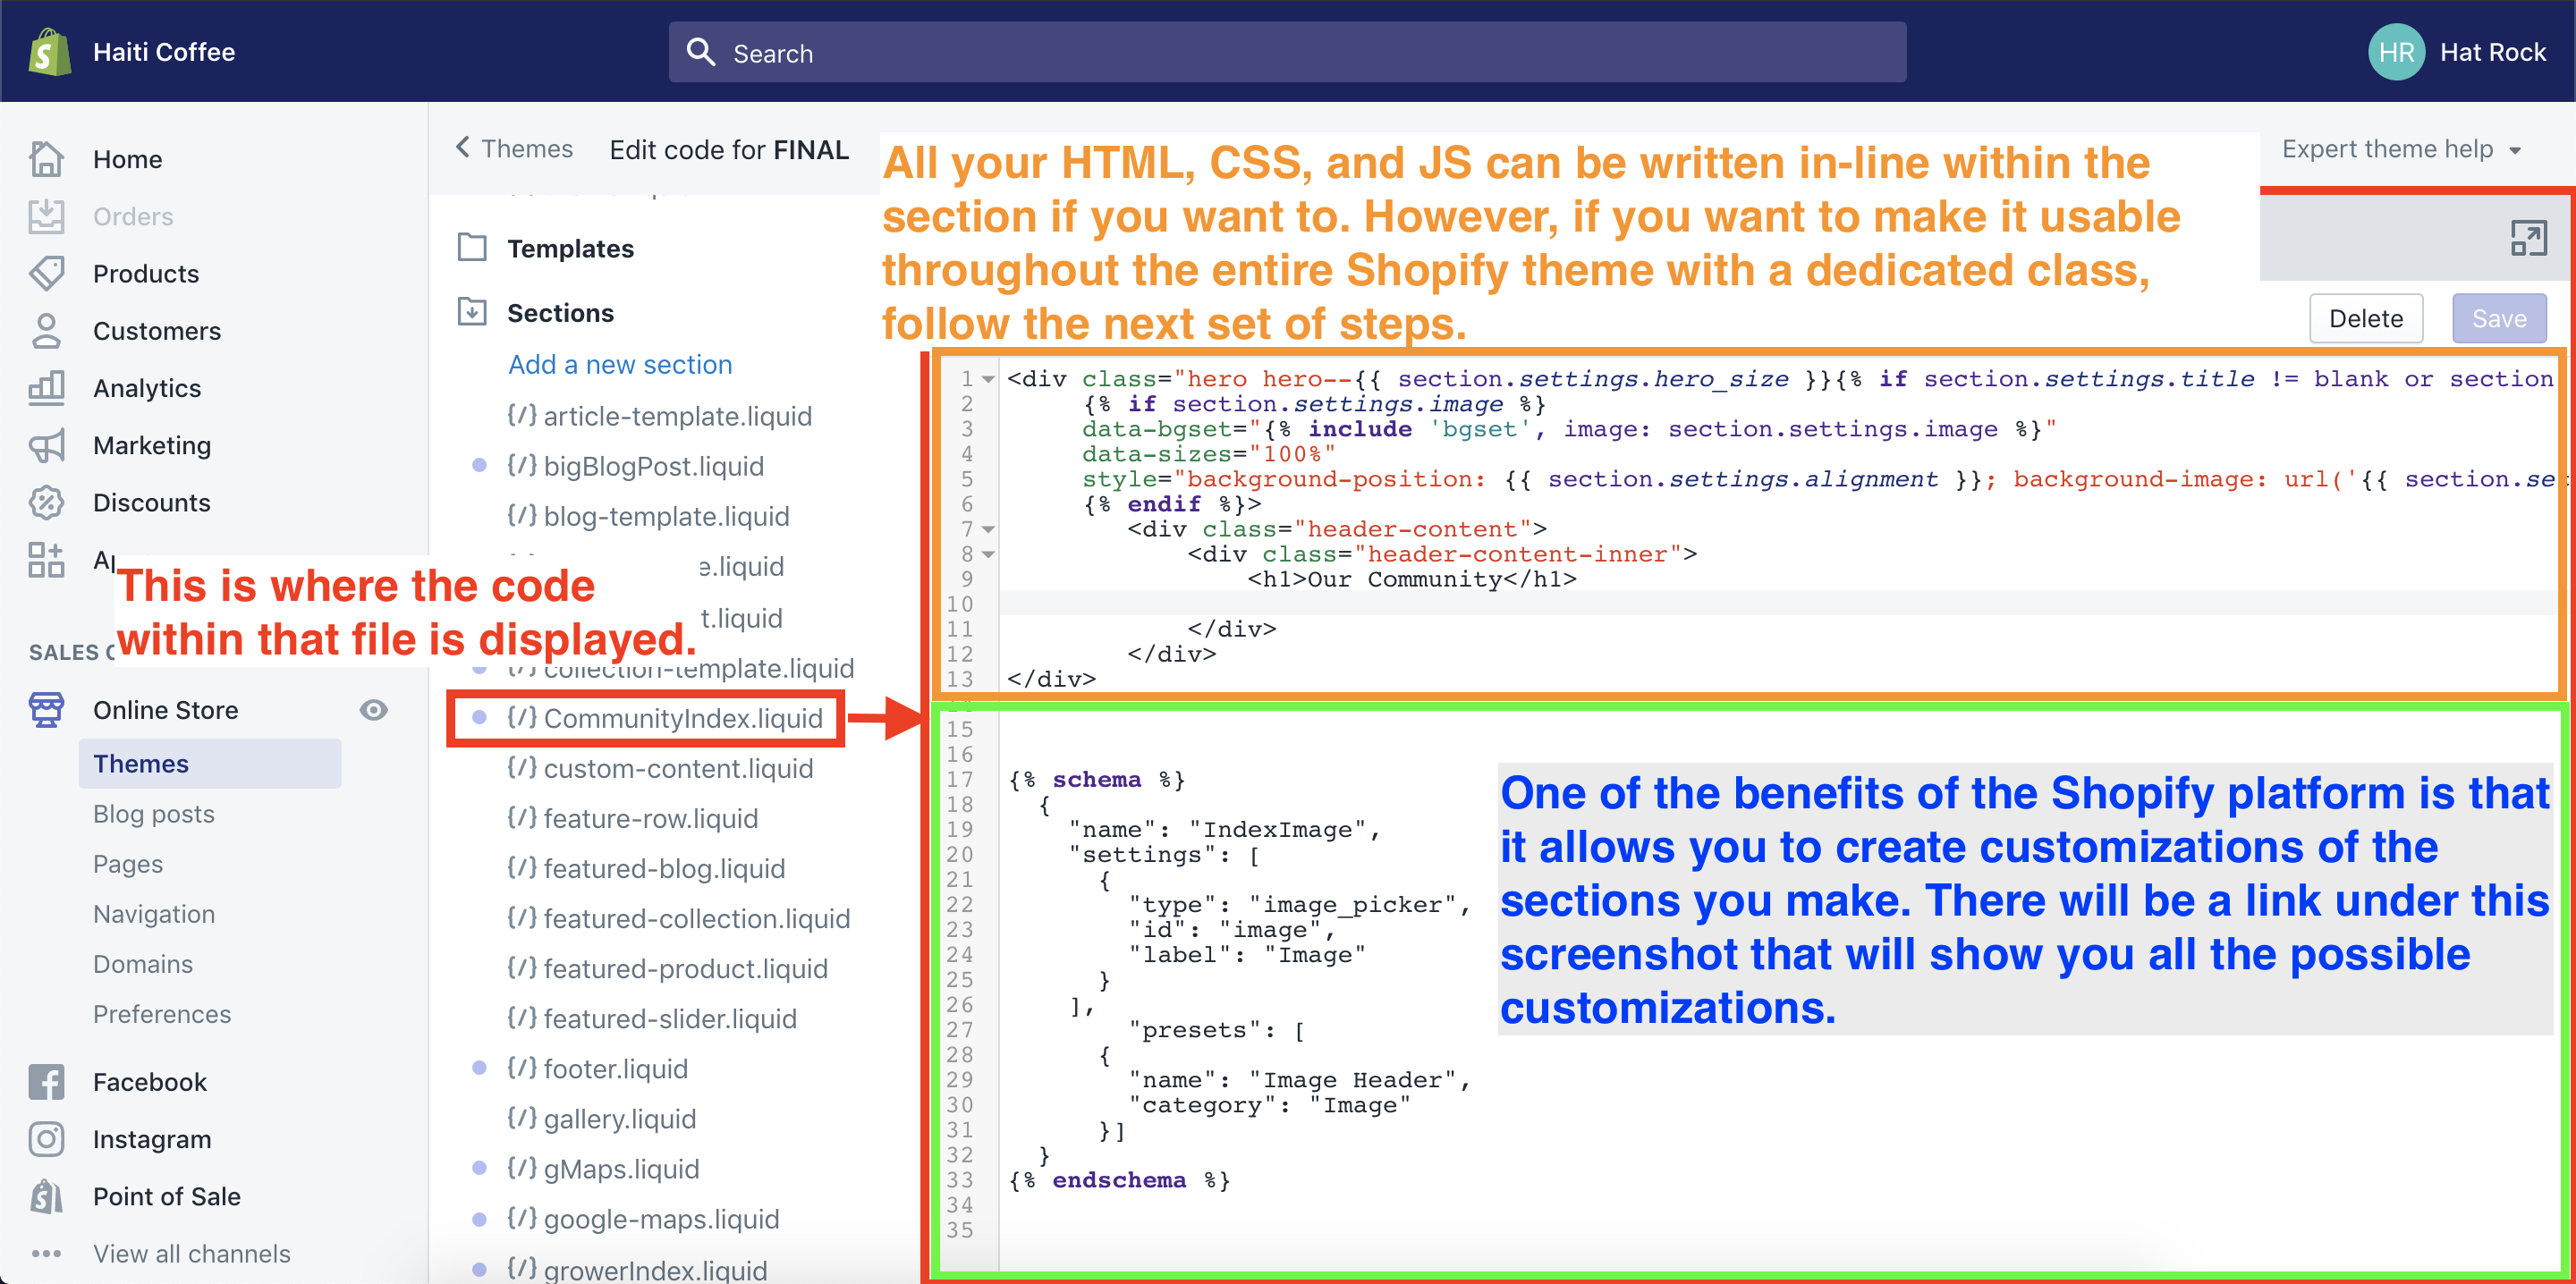 Haiti Coffee
Search
HR Hat Rock
Home
Orders
Products
Customers
Analytics
Marketing
Discounts
This is where the code
within that file is displayed.
SALES
Online Store
Themes
Blog posts
Pages
Navigation
Domains
Preferences
Facebook
Instagram
Point of Sale
View all channels
Themes
Edit code for FINAL
Expert theme help
All your HTML, CSS, and JS can be written in-line within the
section if you want to. However, if you want to make it usable
throughout the entire Shopify theme with a dedicated class,
follow the next set of steps.
Delete
Save
Templates
Sections
Add a new section
{/} article-template.liquid
{/} bigBlogPost.liquid
{/} blog-template.liquid
e.liquid
t.liquid
{/} collection-template.liquid
{/} CommunityIndex.liquid
{/} custom-content.liquid
{/} feature-row.liquid
{/} featured-blog.liquid
{/} featured-collection.liquid
{/} featured-product.liquid
{/} featured-slider.liquid
{/} footer.liquid
{/} gallery.liquid
{/} gMaps.liquid
{/} google-maps.liquid
{/} growerIndex.liquid
1 <div class="hero hero--{{ section.settings.hero_size }}{% if section.settings.title != blank or section
2 {% if section.settings.image %}
3 data-bgset="{% include 'bgset', image: section.settings.image %}"
4 data-sizes="100%"
5 style="background-position: {{ section.settings.alignment }}; background-image: url('{{ section.se
6 {% endif %}>
7 <div class="header-content">
8 <div class="header-content-inner">
9 <h1>Our Community</h1>
10
11 </div>
12 </div>
13 </div>
15
16
17 {% schema %}
18 {
19 "name": "IndexImage",
20 "settings": [
21 {
22 "type": "image_picker",
23 "id": "image",
24 "label": "Image"
25 }
26 ],
27 "presets": [
28 {
29 "name": "Image Header",
30 "category": "Image"
31 }]
32 }
33 {% endschema %}
34
35
One of the benefits of the Shopify platform is that
it allows you to create customizations of the
sections you make. There will be a link under this
screenshot that will show you all the possible
customizations.